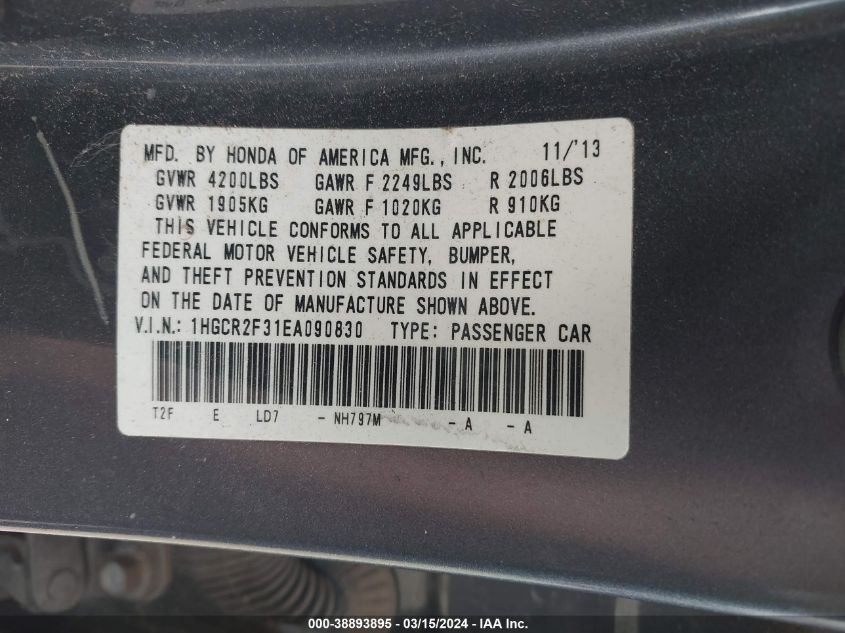 MFD. BY HONDA OF AMERICA MFG., INC. 11/'13
GVWR 4200LBS GAWR F 2249LBS R 2006LBS
GVWR 1905KG GAWR F 1020KG R 910KG
THIS VEHICLE CONFORMS TO ALL APPLICABLE
FEDERAL MOTOR VEHICLE SAFETY, BUMPER,
AND THEFT PREVENTION STANDARDS IN EFFECT
ON THE DATE OF MANUFACTURE SHOWN ABOVE.
V.I.N.: 1HGCR2F31EA090830 TYPE: PASSENGER CAR
T2F E LD7 - NH797M - A - A
000-38893895 - 03/15/2024 - IAA Inc.